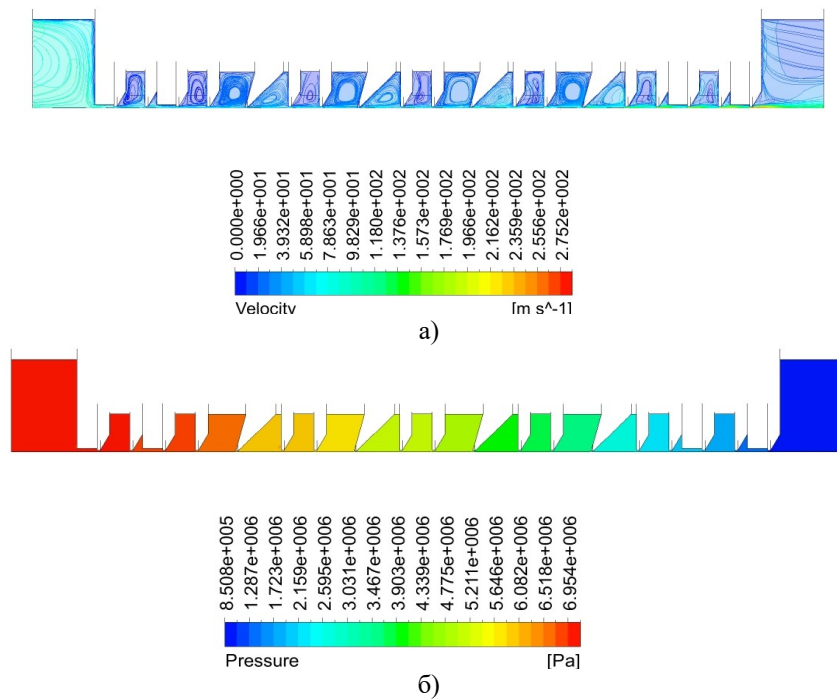 0.000e+000
1.966e+001
3.932e+001
5.898e+001
7.863e+001
9.829e+001
1.180e+002
1.376e+002
1.573e+002
1.769e+002
1.966e+002
2.162e+002
2.359e+002
2.556e+002
2.752e+002
Velocity [m s^-1]
а)
8.508e+005
1.287e+006
1.723e+006
2.159e+006
2.595e+006
3.031e+006
3.467e+006
3.903e+006
4.339e+006
4.775e+006
5.211e+006
5.646e+006
6.082e+006
6.518e+006
6.954e+006
Pressure [Pa]
б)